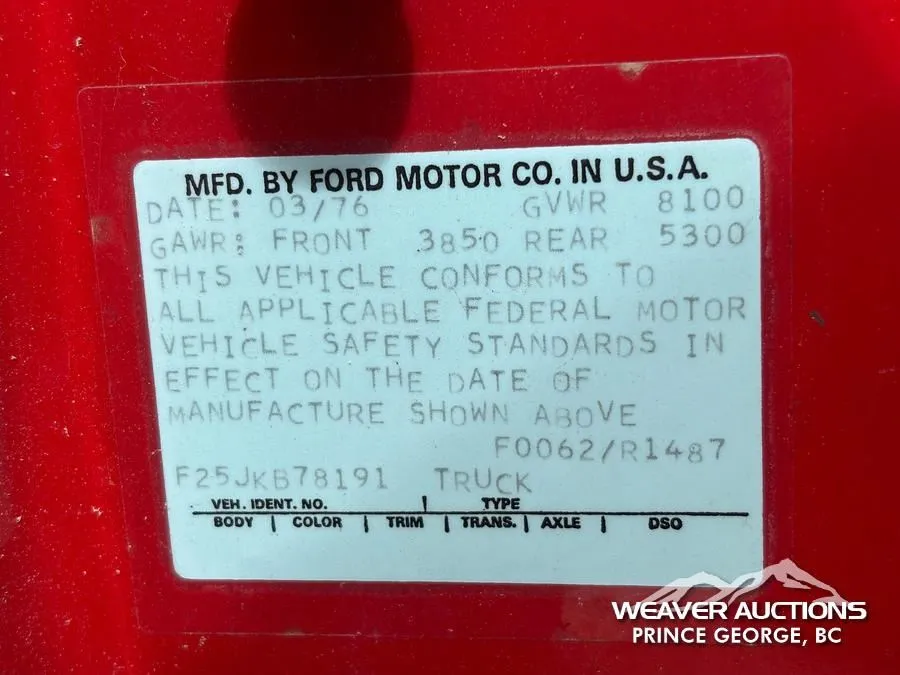 MFD. BY FORD MOTOR CO. IN U.S.A.
DATE: 03/76 GVWR 8100
GAWR: FRONT 3850 REAR 5300
THIS VEHICLE CONFORMS TO
ALL APPLICABLE FEDERAL MOTOR
VEHICLE SAFETY STANDARDS IN
EFFECT ON THE DATE OF
MANUFACTURE SHOWN ABOVE
F0062/R1487
F25JKB78191 TRUCK
VEH. IDENT. NO. | TYPE
BODY | COLOR | TRIM | TRANS. | AXLE | DSO
WEAVER AUCTIONS
PRINCE GEORGE, BC